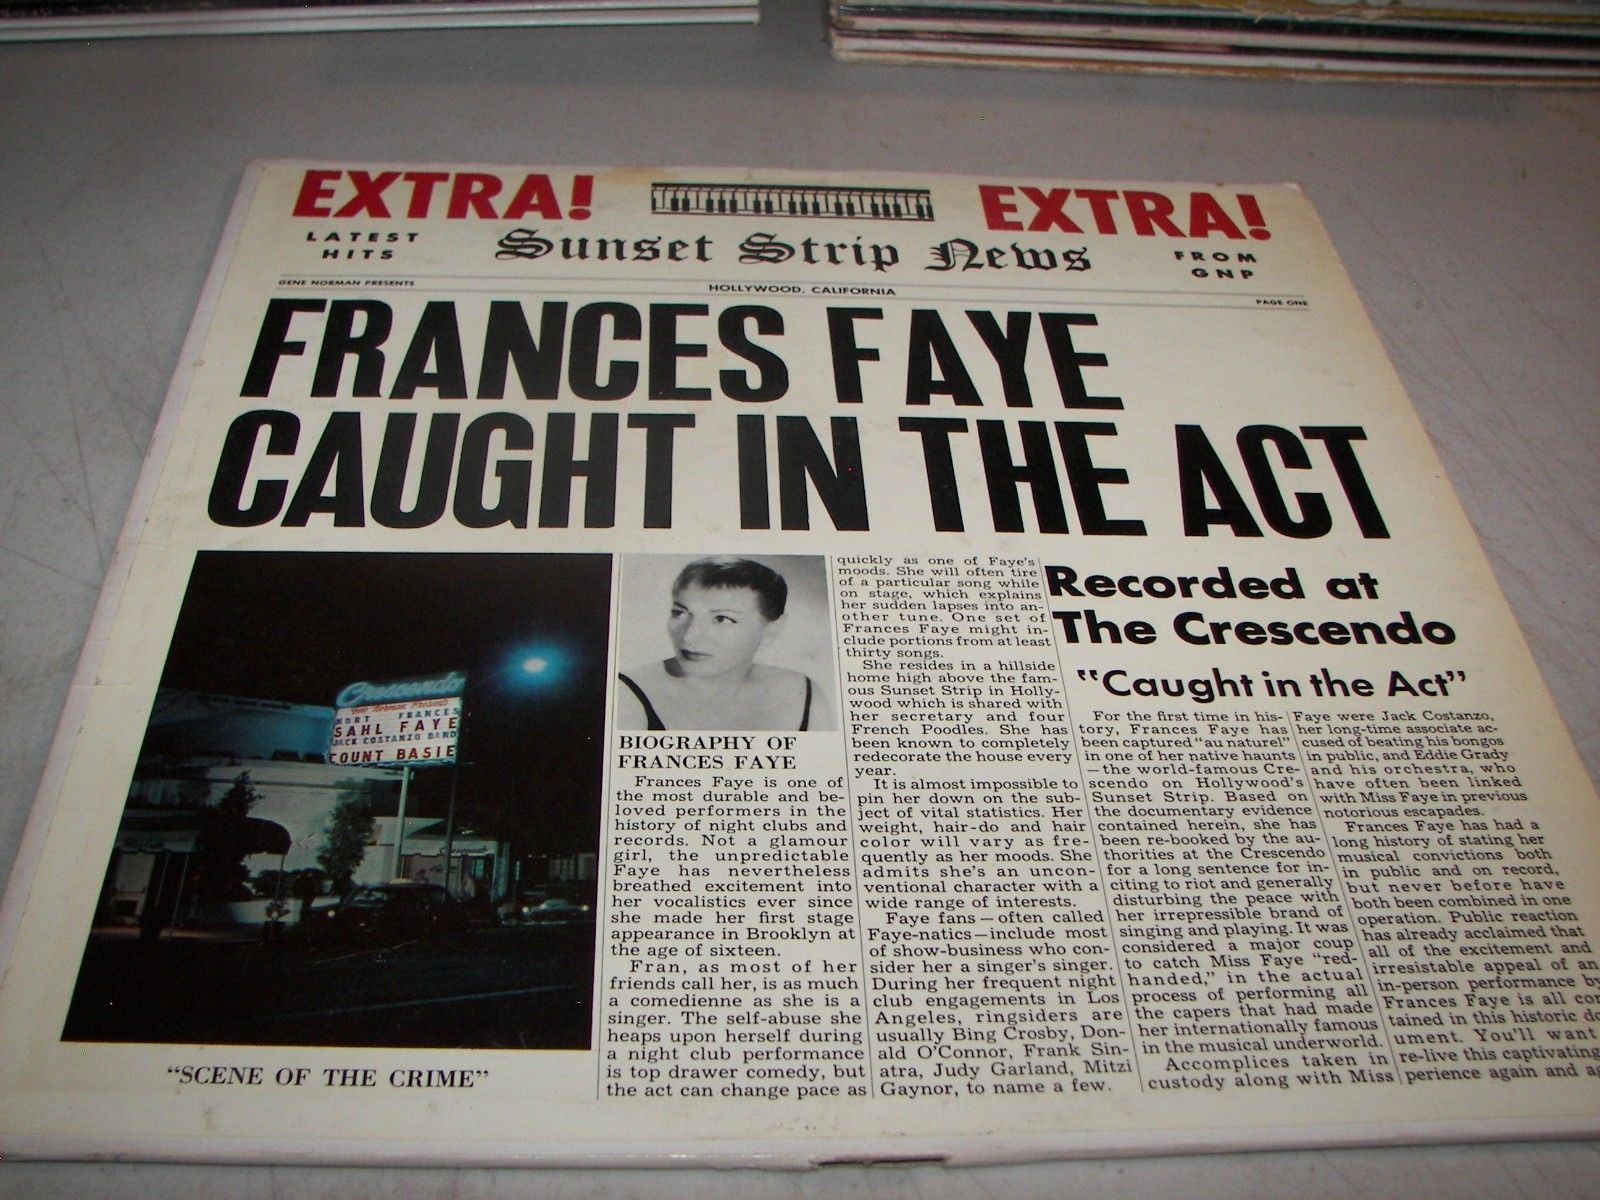 EXTRA!
EXTRA!
LATEST
HITS
Sunset Strip News
FROM
GNP
GENE NORMAN PRESENTS
HOLLYWOOD, CALIFORNIA
PAGE ONE
FRANCES FAYE
CAUGHT IN THE ACT
Crescendo
Gene Norman Presents
MORT FRANCES
SAHL FAYE
JACK COSTANZO BAND
COUNT BASIE
"SCENE OF THE CRIME"
BIOGRAPHY OF
FRANCES FAYE
Frances Faye is one of
the most durable and be-
loved performers in the
history of night clubs and
records. Not a glamour
girl, the unpredictable
Faye has nevertheless
breathed excitement into
her vocalistics ever since
she made her first stage
appearance in Brooklyn at
the age of sixteen.
Fran, as most of her
friends call her, is as much
a comedienne as she is a
singer. The self-abuse she
heaps upon herself during
a night club performance
is top drawer comedy, but
the act can change pace as
quickly as one of Faye's
moods. She will often tire
of a particular song while
on stage, which explains
her sudden lapses into an-
other tune. One set of
Frances Faye might in-
clude portions from at least
thirty songs.
She resides in a hillside
home high above the fam-
ous Sunset Strip in Holly-
wood which is shared with
her secretary and four
French Poodles. She has
been known to completely
redecorate the house every
year.
It is almost impossible to
pin her down on the sub-
ject of vital statistics. Her
weight, hair-do and hair
color will vary as fre-
quently as her moods. She
admits she's an uncon-
ventional character with a
wide range of interests.
Faye fans—often called
Faye-natics—include most
of show-business who con-
sider her a singer's singer.
During her frequent night
club engagements in Los
Angeles, ringsiders are
usually Bing Crosby, Don-
ald O'Connor, Frank Sin-
atra, Judy Garland, Mitzi
Gaynor, to name a few.
Recorded at
The Crescendo
"Caught in the Act"
For the first time in his-
tory, Frances Faye has
been captured "au naturel"
in one of her native haunts
—the world-famous Cre-
scendo on Hollywood's
Sunset Strip. Based on
the documentary evidence
contained herein, she has
been re-booked by the au-
thorities at the Crescendo
for a long sentence for in-
citing to riot and generally
disturbing the peace with
her irrepressible brand of
singing and playing. It was
considered a major coup
to catch Miss Faye "red-
handed," in the actual
process of performing all
the capers that had made
her internationally famous
in the musical underworld.
Accomplices taken in
custody along with Miss
Faye were Jack Costanzo,
her long-time associate ac-
cused of beating his bongos
in public, and Eddie Grady
and his orchestra, who
have often been linked
with Miss Faye in previous
notorious escapades.
Frances Faye has had a
long history of stating her
musical convictions both
in public and on record,
but never before have
both been combined in one
operation. Public reaction
has already acclaimed that
all of the excitement and
irresistable appeal of an
in-person performance by
Frances Faye is all con
tained in this historic do
ument. You'll want
re-live this captivating
perience again and ag